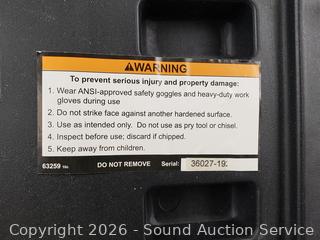 ⚠WARNING
To prevent serious injury and property damage:
1. Wear ANSI-approved safety goggles and heavy-duty work
gloves during use
2. Do not strike face against another hardened surface.
3. Use as intended only.  Do not use as pry tool or chisel.
4. Inspect before use; discard if chipped.
5. Keep away from children.
63259 DO NOT REMOVE Serial: 36027-192
Copyright 2026 - Sound Auction Service